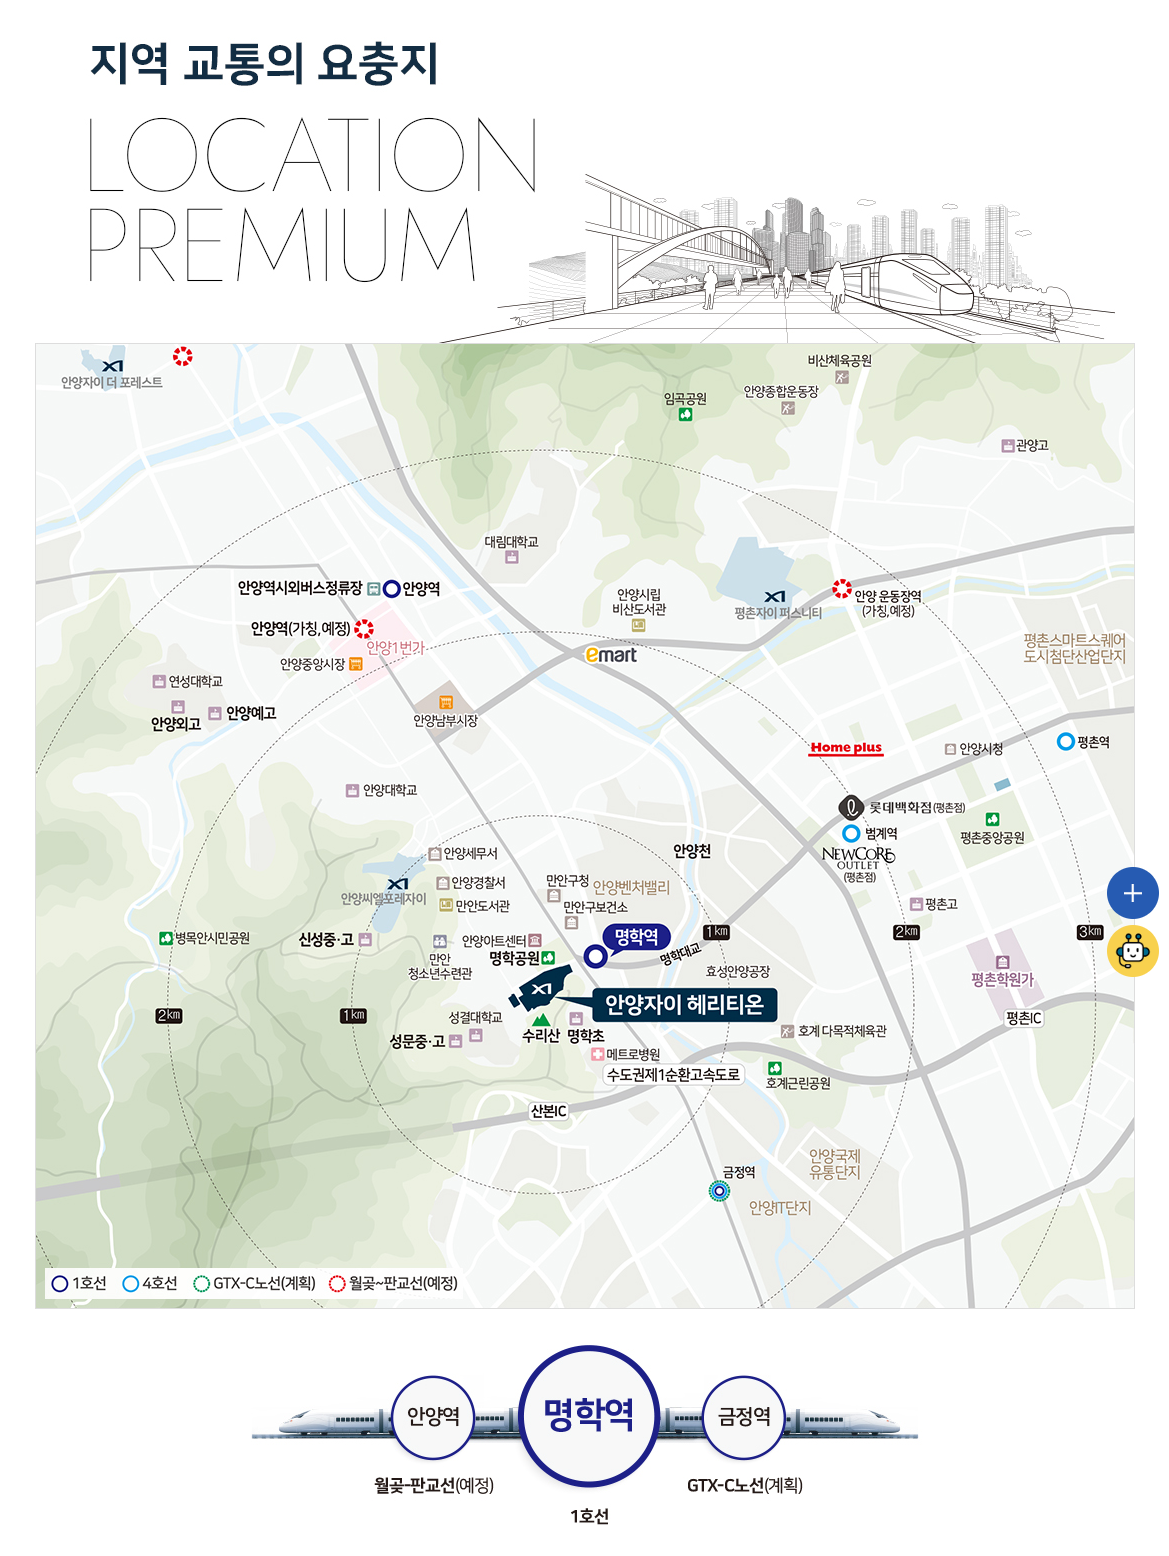 지역 교통의 요충지
LOCATION
PREMIUM
안양자이 더 포레스트
비산체육공원
안양종합운동장
임곡공원
관양고
대림대학교
안양역시외버스정류장
안양역
안양역(가칭,예정)
안양1번가
안양중앙시장
안양시립
비산도서관
emart
평촌자이 퍼스니티
안양 운동장역
(가칭,예정)
평촌스마트스퀘어
도시첨단산업단지
연성대학교
안양외고
안양예고
안양남부시장
Home plus
안양시청
평촌역
안양대학교
롯데백화점(평촌점)
범계역
NEWCORE
OUTLET
(평촌점)
평촌중앙공원
안양천
안양세무서
안양경찰서
안양씨엘포레자이
만안도서관
만안구청
안양벤처밸리
만안구보건소
평촌고
병목안시민공원
신성중·고
만안
청소년수련관
안양아트센터
명학공원
명학역
명학대교
1km
2km
3km
효성안양공장
평촌학원가
안양자이 헤리티온
2km
1km
성결대학교
성문중·고
수리산
명학초
호계 다목적체육관
평촌IC
메트로병원
수도권제1순환고속도로
호계근린공원
산본IC
금정역
안양국제
유통단지
안양IT단지
1호선
4호선
GTX-C노선(계획)
월곶~판교선(예정)
안양역
명학역
금정역
월곶-판교선(예정)
GTX-C노선(계획)
1호선